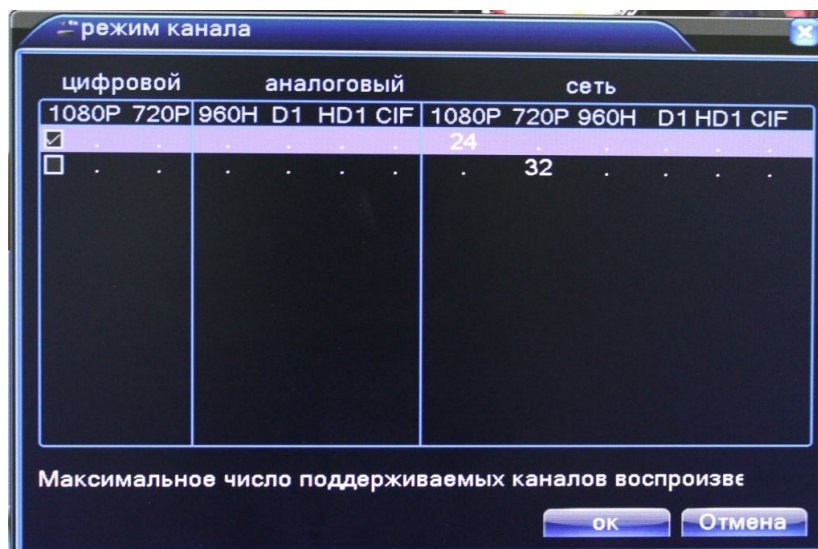 режим канала
цифровой аналоговый сеть
1080P 720P 960H D1 HD1 CIF 1080P 720P 960H D1 HD1 CIF
. . . . . . 24 . . . . .
. . . . . . . 32 . . . .
Максимальное число поддерживаемых каналов воспроизве
ок Отмена